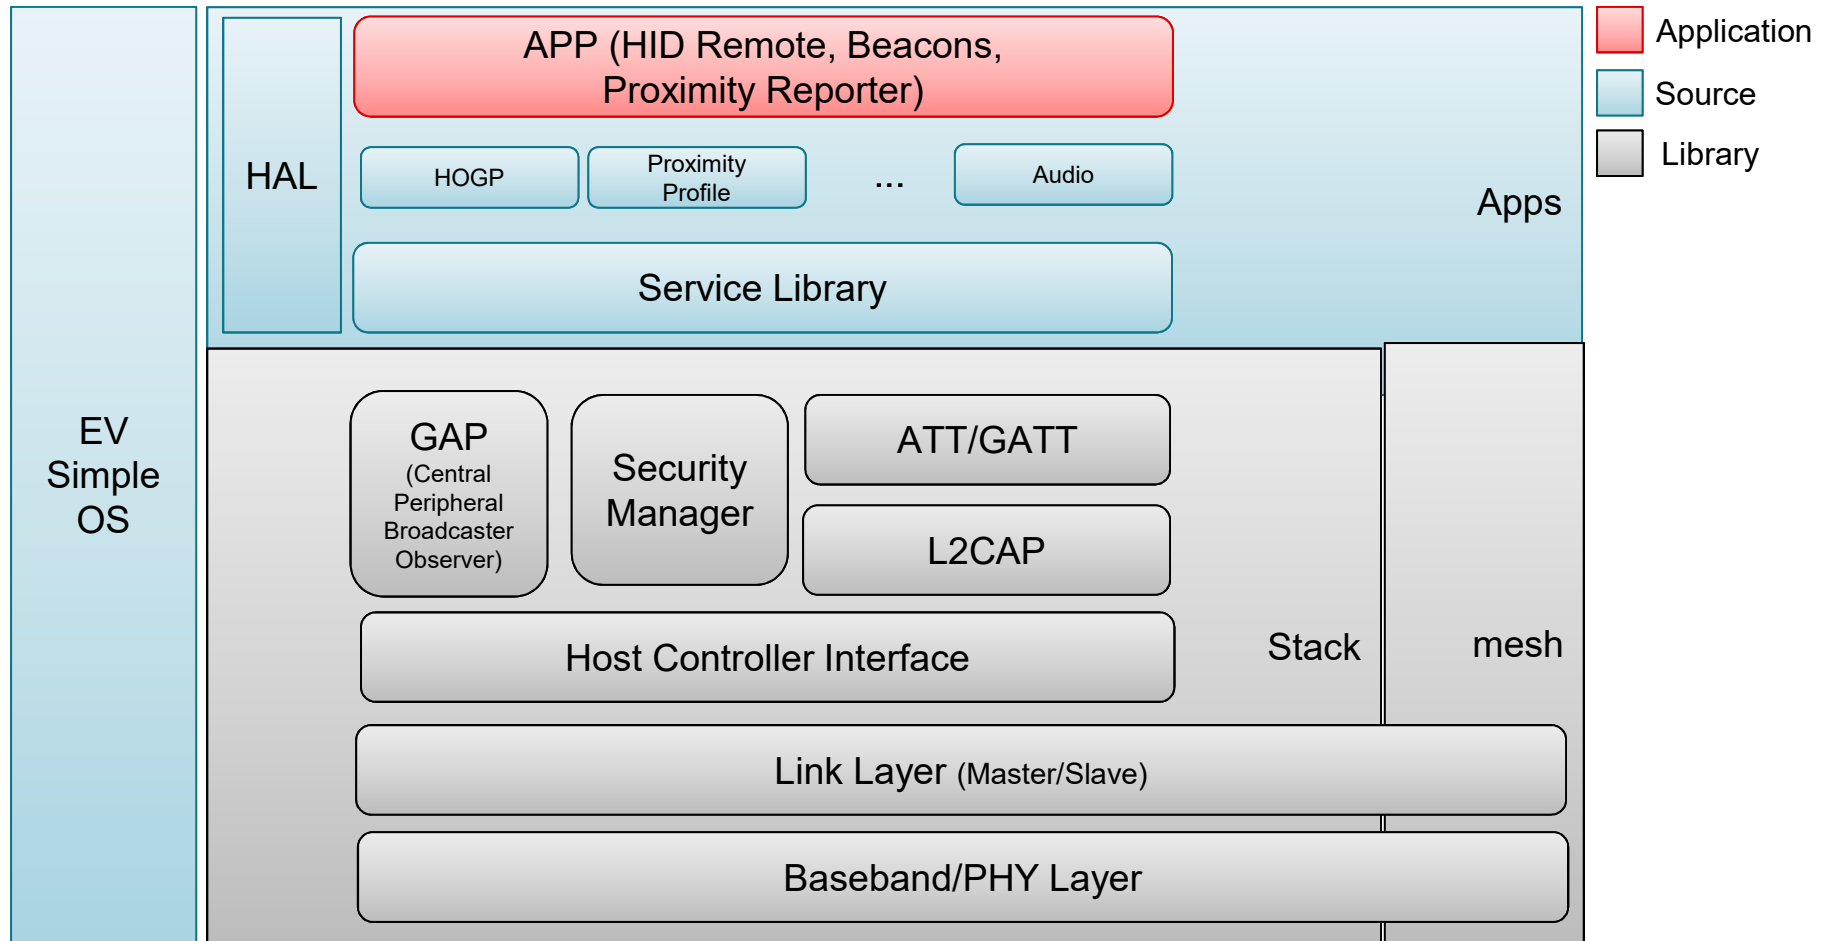 APP (HID Remote, Beacons,
Proximity Reporter)
Application
Source
Library
HAL
HOGP
Proximity
Profile
...
Audio
Apps
Service Library
EV
Simple
OS
GAP
(Central
Peripheral
Broadcaster
Observer)
Security
Manager
ATT/GATT
L2CAP
Host Controller Interface
Stack
mesh
Link Layer (Master/Slave)
Baseband/PHY Layer